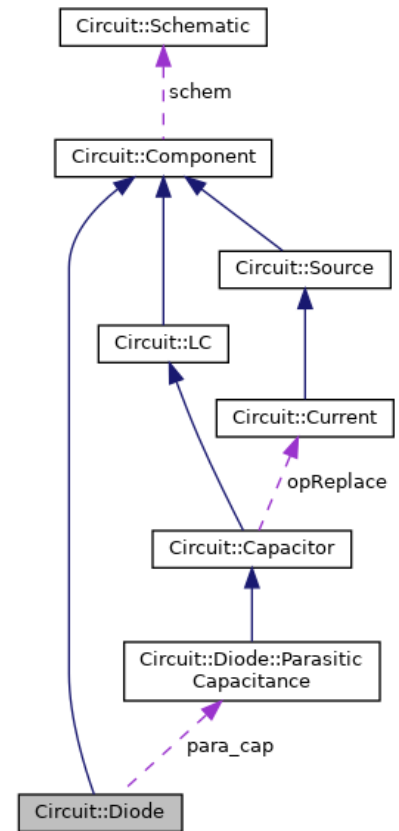 Circuit::Schematic
schem
Circuit::Component
Circuit::Source
Circuit::LC
Circuit::Current
opReplace
Circuit::Capacitor
Circuit::Diode::Parasitic
Capacitance
para_cap
Circuit::Diode